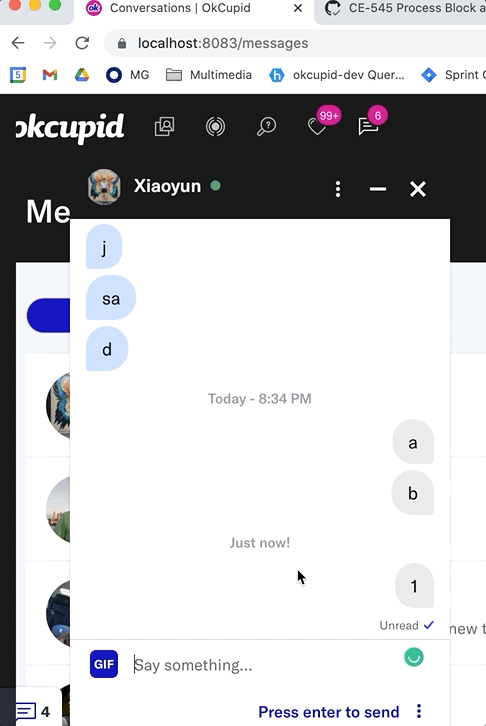 ok Conversations | OkCupid CE-545 Process Block a
localhost:8083/messages
5 MG Multimedia okcupid-dev Quer... Sprint
okcupid 99+ 6
Xiaoyun
Me
j
sa
d
Today - 8:34 PM
a
b
Just now!
1
Unread
new t
GIF Say something...
4 Press enter to send